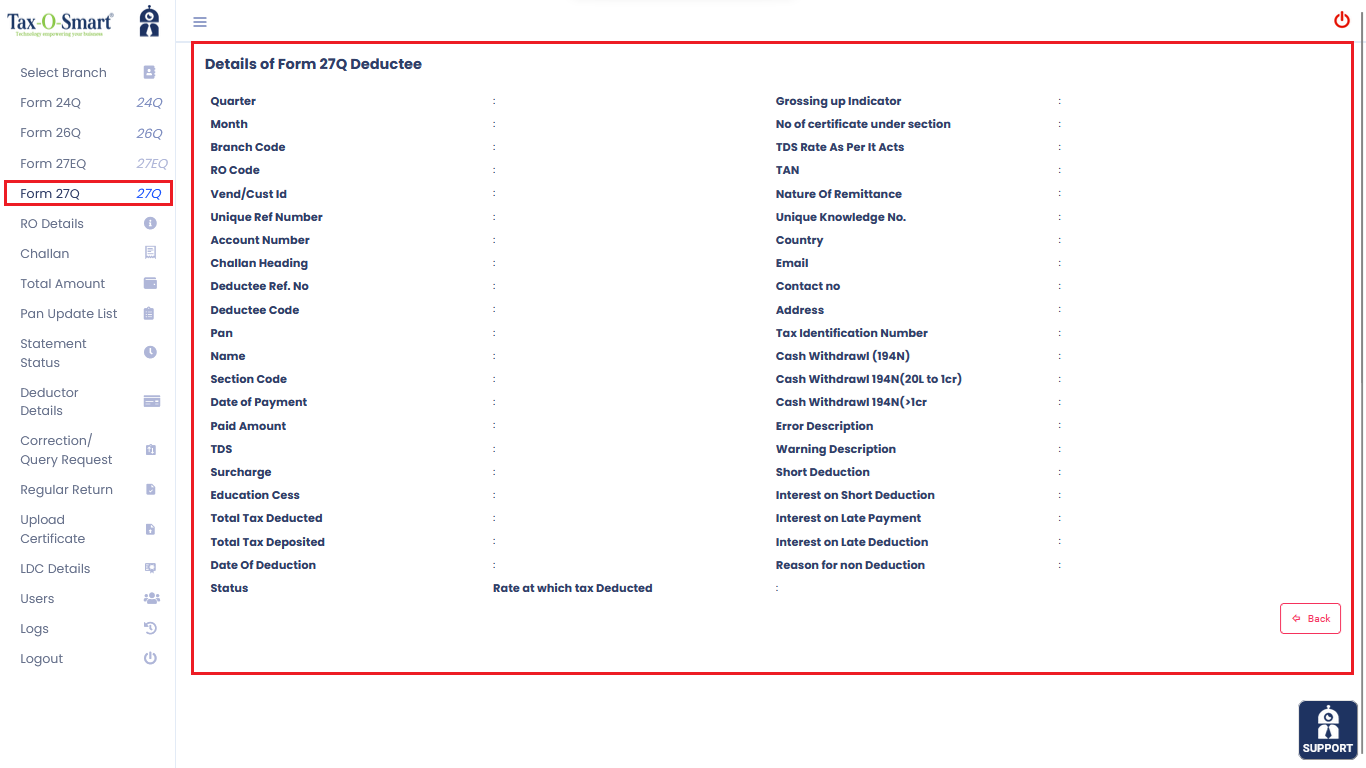 Tax-O-Smart®
Technology empowering your business
Select Branch
Form 24Q 24Q
Form 26Q 26Q
Form 27EQ 27EQ
Form 27Q 27Q
RO Details
Challan
Total Amount
Pan Update List
Statement
Status
Deductor
Details
Correction/
Query Request
Regular Return
Upload
Certificate
LDC Details
Users
Logs
Logout
Details of Form 27Q Deductee
Quarter : Grossing up Indicator :
Month : No of certificate under section :
Branch Code : TDS Rate As Per It Acts :
RO Code : TAN :
Vend/Cust Id : Nature Of Remittance :
Unique Ref Number : Unique Knowledge No. :
Account Number : Country :
Challan Heading : Email :
Deductee Ref. No : Contact no :
Deductee Code : Address :
Pan : Tax Identification Number :
Name : Cash Withdrawl (194N) :
Section Code : Cash Withdrawl 194N(20L to 1cr) :
Date of Payment : Cash Withdrawl 194N(>1cr :
Paid Amount : Error Description :
TDS : Warning Description :
Surcharge : Short Deduction :
Education Cess : Interest on Short Deduction :
Total Tax Deducted : Interest on Late Payment :
Total Tax Deposited : Interest on Late Deduction :
Date Of Deduction : Reason for non Deduction :
Status Rate at which tax Deducted :
Back
SUPPORT